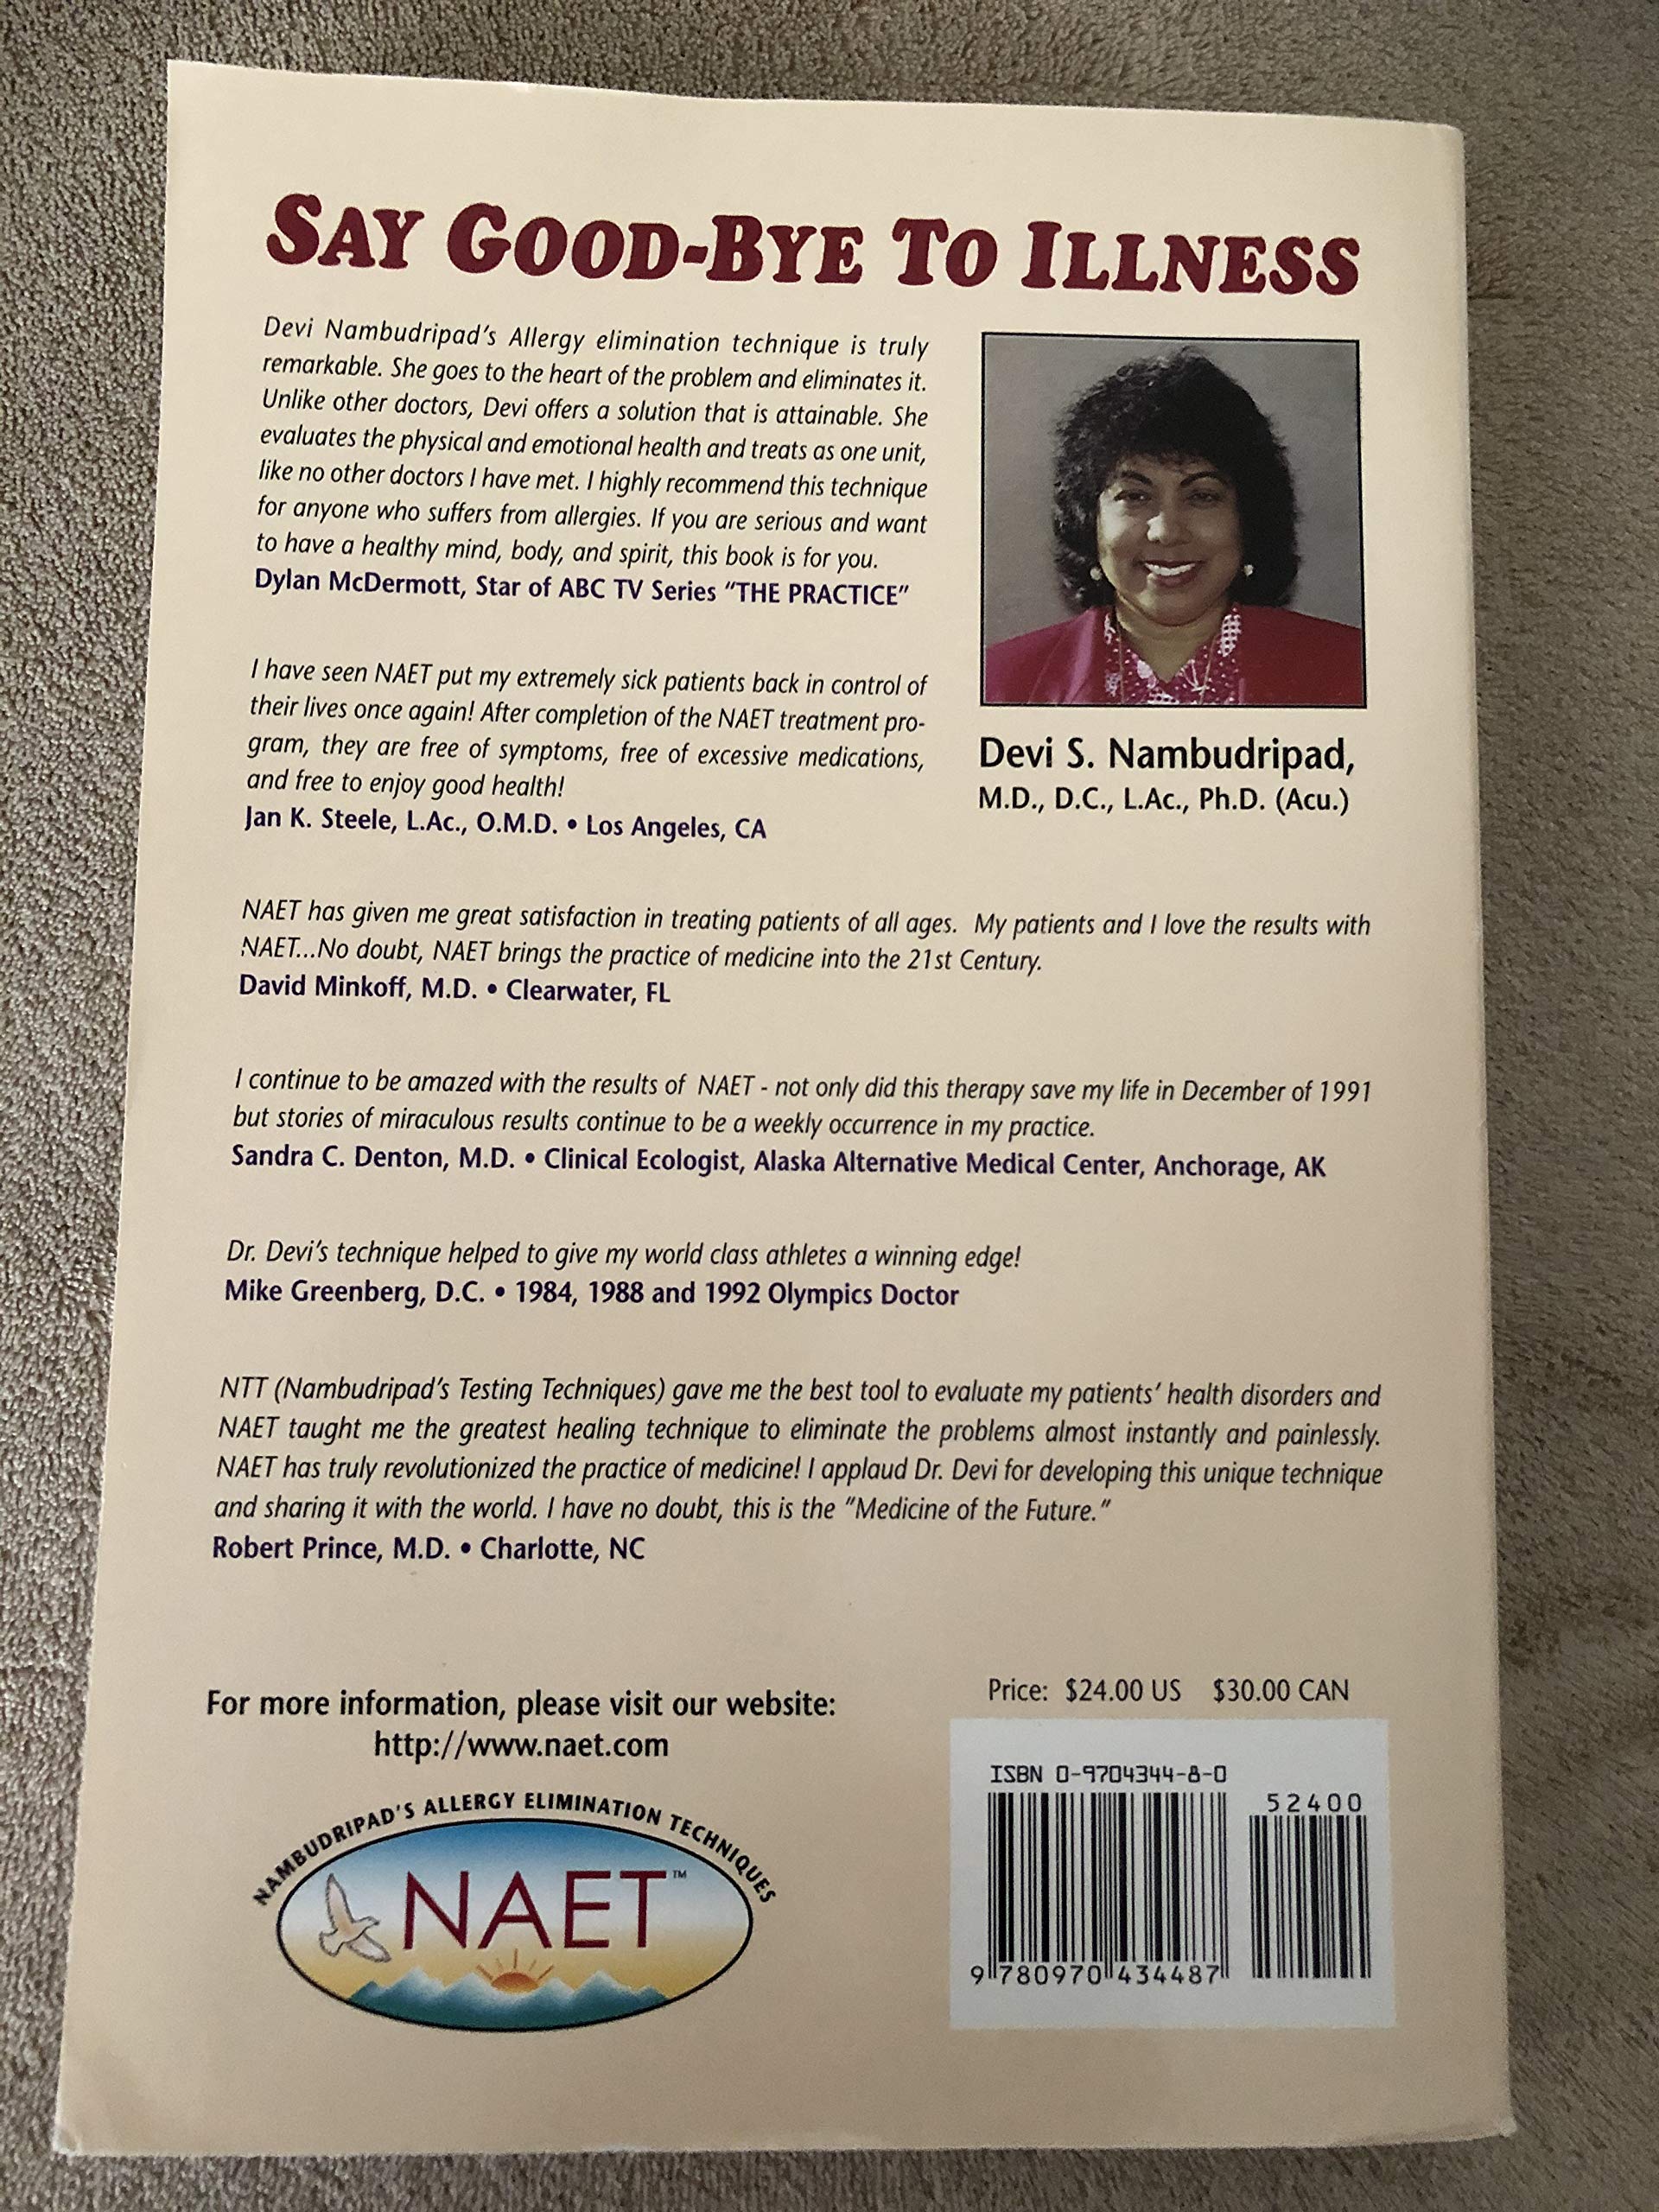 SAY GOOD-BYE TO ILLNESS
Devi Nambudripad's Allergy elimination technique is truly
remarkable. She goes to the heart of the problem and eliminates it.
Unlike other doctors, Devi offers a solution that is attainable. She
evaluates the physical and emotional health and treats as one unit,
like no other doctors I have met. I highly recommend this technique
for anyone who suffers from allergies. If you are serious and want
to have a healthy mind, body, and spirit, this book is for you.
Dylan McDermott, Star of ABC TV Series "THE PRACTICE"
I have seen NAET put my extremely sick patients back in control of
their lives once again! After completion of the NAET treatment pro-
gram, they are free of symptoms, free of excessive medications,
and free to enjoy good health!
Jan K. Steele, L.Ac., O.M.D. • Los Angeles, CA
Devi S. Nambudripad,
M.D., D.C., L.Ac., Ph.D. (Acu.)
NAET has given me great satisfaction in treating patients of all ages. My patients and I love the results with
NAET...No doubt, NAET brings the practice of medicine into the 21st Century.
David Minkoff, M.D. • Clearwater, FL
I continue to be amazed with the results of NAET - not only did this therapy save my life in December of 1991
but stories of miraculous results continue to be a weekly occurrence in my practice.
Sandra C. Denton, M.D. • Clinical Ecologist, Alaska Alternative Medical Center, Anchorage, AK
Dr. Devi's technique helped to give my world class athletes a winning edge!
Mike Greenberg, D.C. • 1984, 1988 and 1992 Olympics Doctor
NTT (Nambudripad's Testing Techniques) gave me the best tool to evaluate my patients' health disorders and
NAET taught me the greatest healing technique to eliminate the problems almost instantly and painlessly.
NAET has truly revolutionized the practice of medicine! I applaud Dr. Devi for developing this unique technique
and sharing it with the world. I have no doubt, this is the "Medicine of the Future."
Robert Prince, M.D. • Charlotte, NC
For more information, please visit our website:
http://www.naet.com
NAMBUDRIPAD'S ALLERGY ELIMINATION TECHNIQUES
NAET™
Price: $24.00 US $30.00 CAN
ISBN 0-9704344-8-0
52400
9 780970 434487